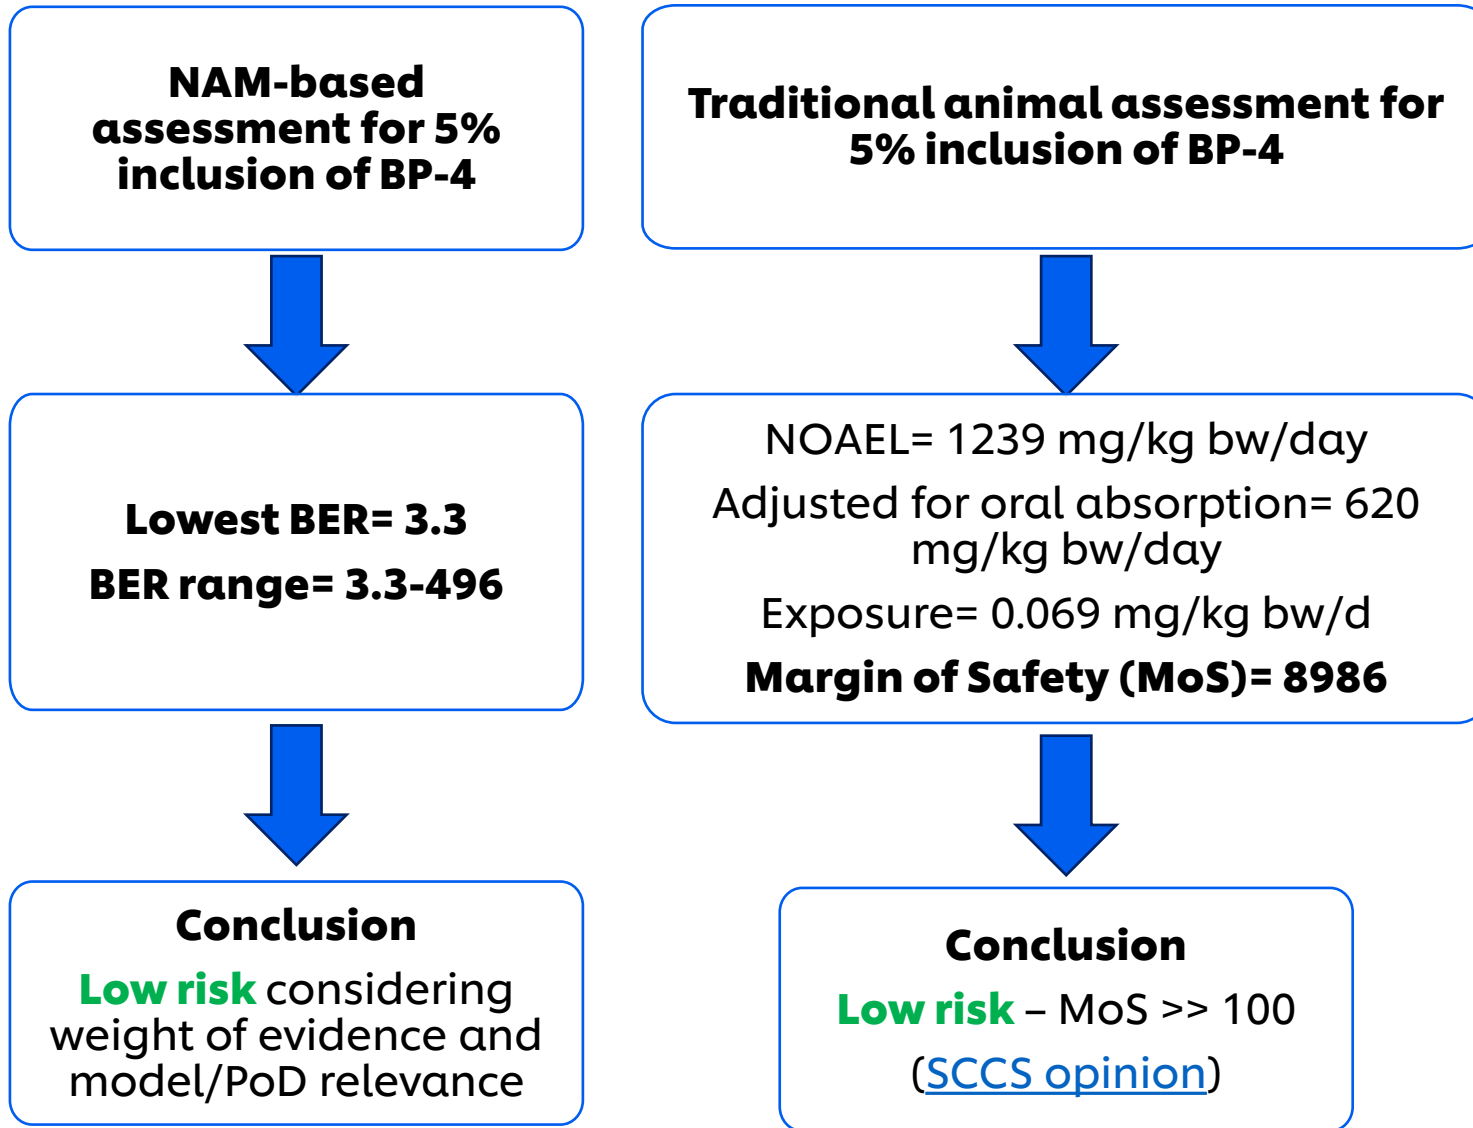 NAM-based
assessment for 5%
inclusion of BP-4
Lowest BER= 3.3
BER range= 3.3-496
Conclusion
Low risk considering
weight of evidence and
model/PoD relevance
Traditional animal assessment for
5% inclusion of BP-4
NOAEL= 1239 mg/kg bw/day
Adjusted for oral absorption= 620
mg/kg bw/day
Exposure= 0.069 mg/kg bw/d
Margin of Safety (MoS)= 8986
Conclusion
Low risk – MoS >> 100
(SCCS opinion)